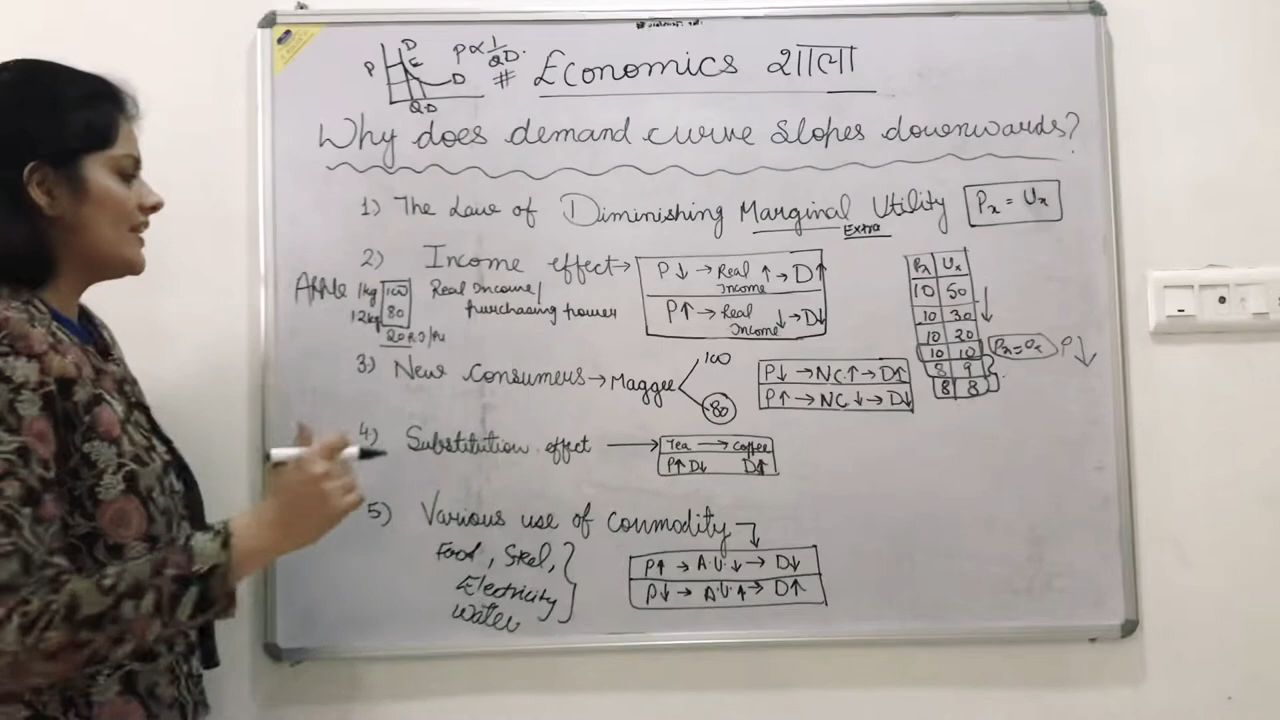 D
P E P∝1/QD.
D
QD
# Economics शाला
Why does demand curve slopes downwards?
1) The Law of Diminishing Marginal Utility Px = Ux
Extra
2) Income effect→ P↓ → Real Income ↑ → D↑
P↑ → Real Income ↓ → D↓
Apple 1kg 100 Real Income/
12kg 80 purchasing power
Px Ux
10 50
10 30
10 20
10 10 Px=Ux P↓
8 9
8 8
3) New Consumers → Maggee 100
80
P↓ → NC↑ → D↑
P↑ → NC↓ → D↓
4) Substitution effect → Tea → Coffee
P↑ D↓ D↑
5) Various use of commodity
Food, Steel,
Electricity
Water
P↑ → A.U.↓ → D↓
P↓ → A.U↑ → D↑